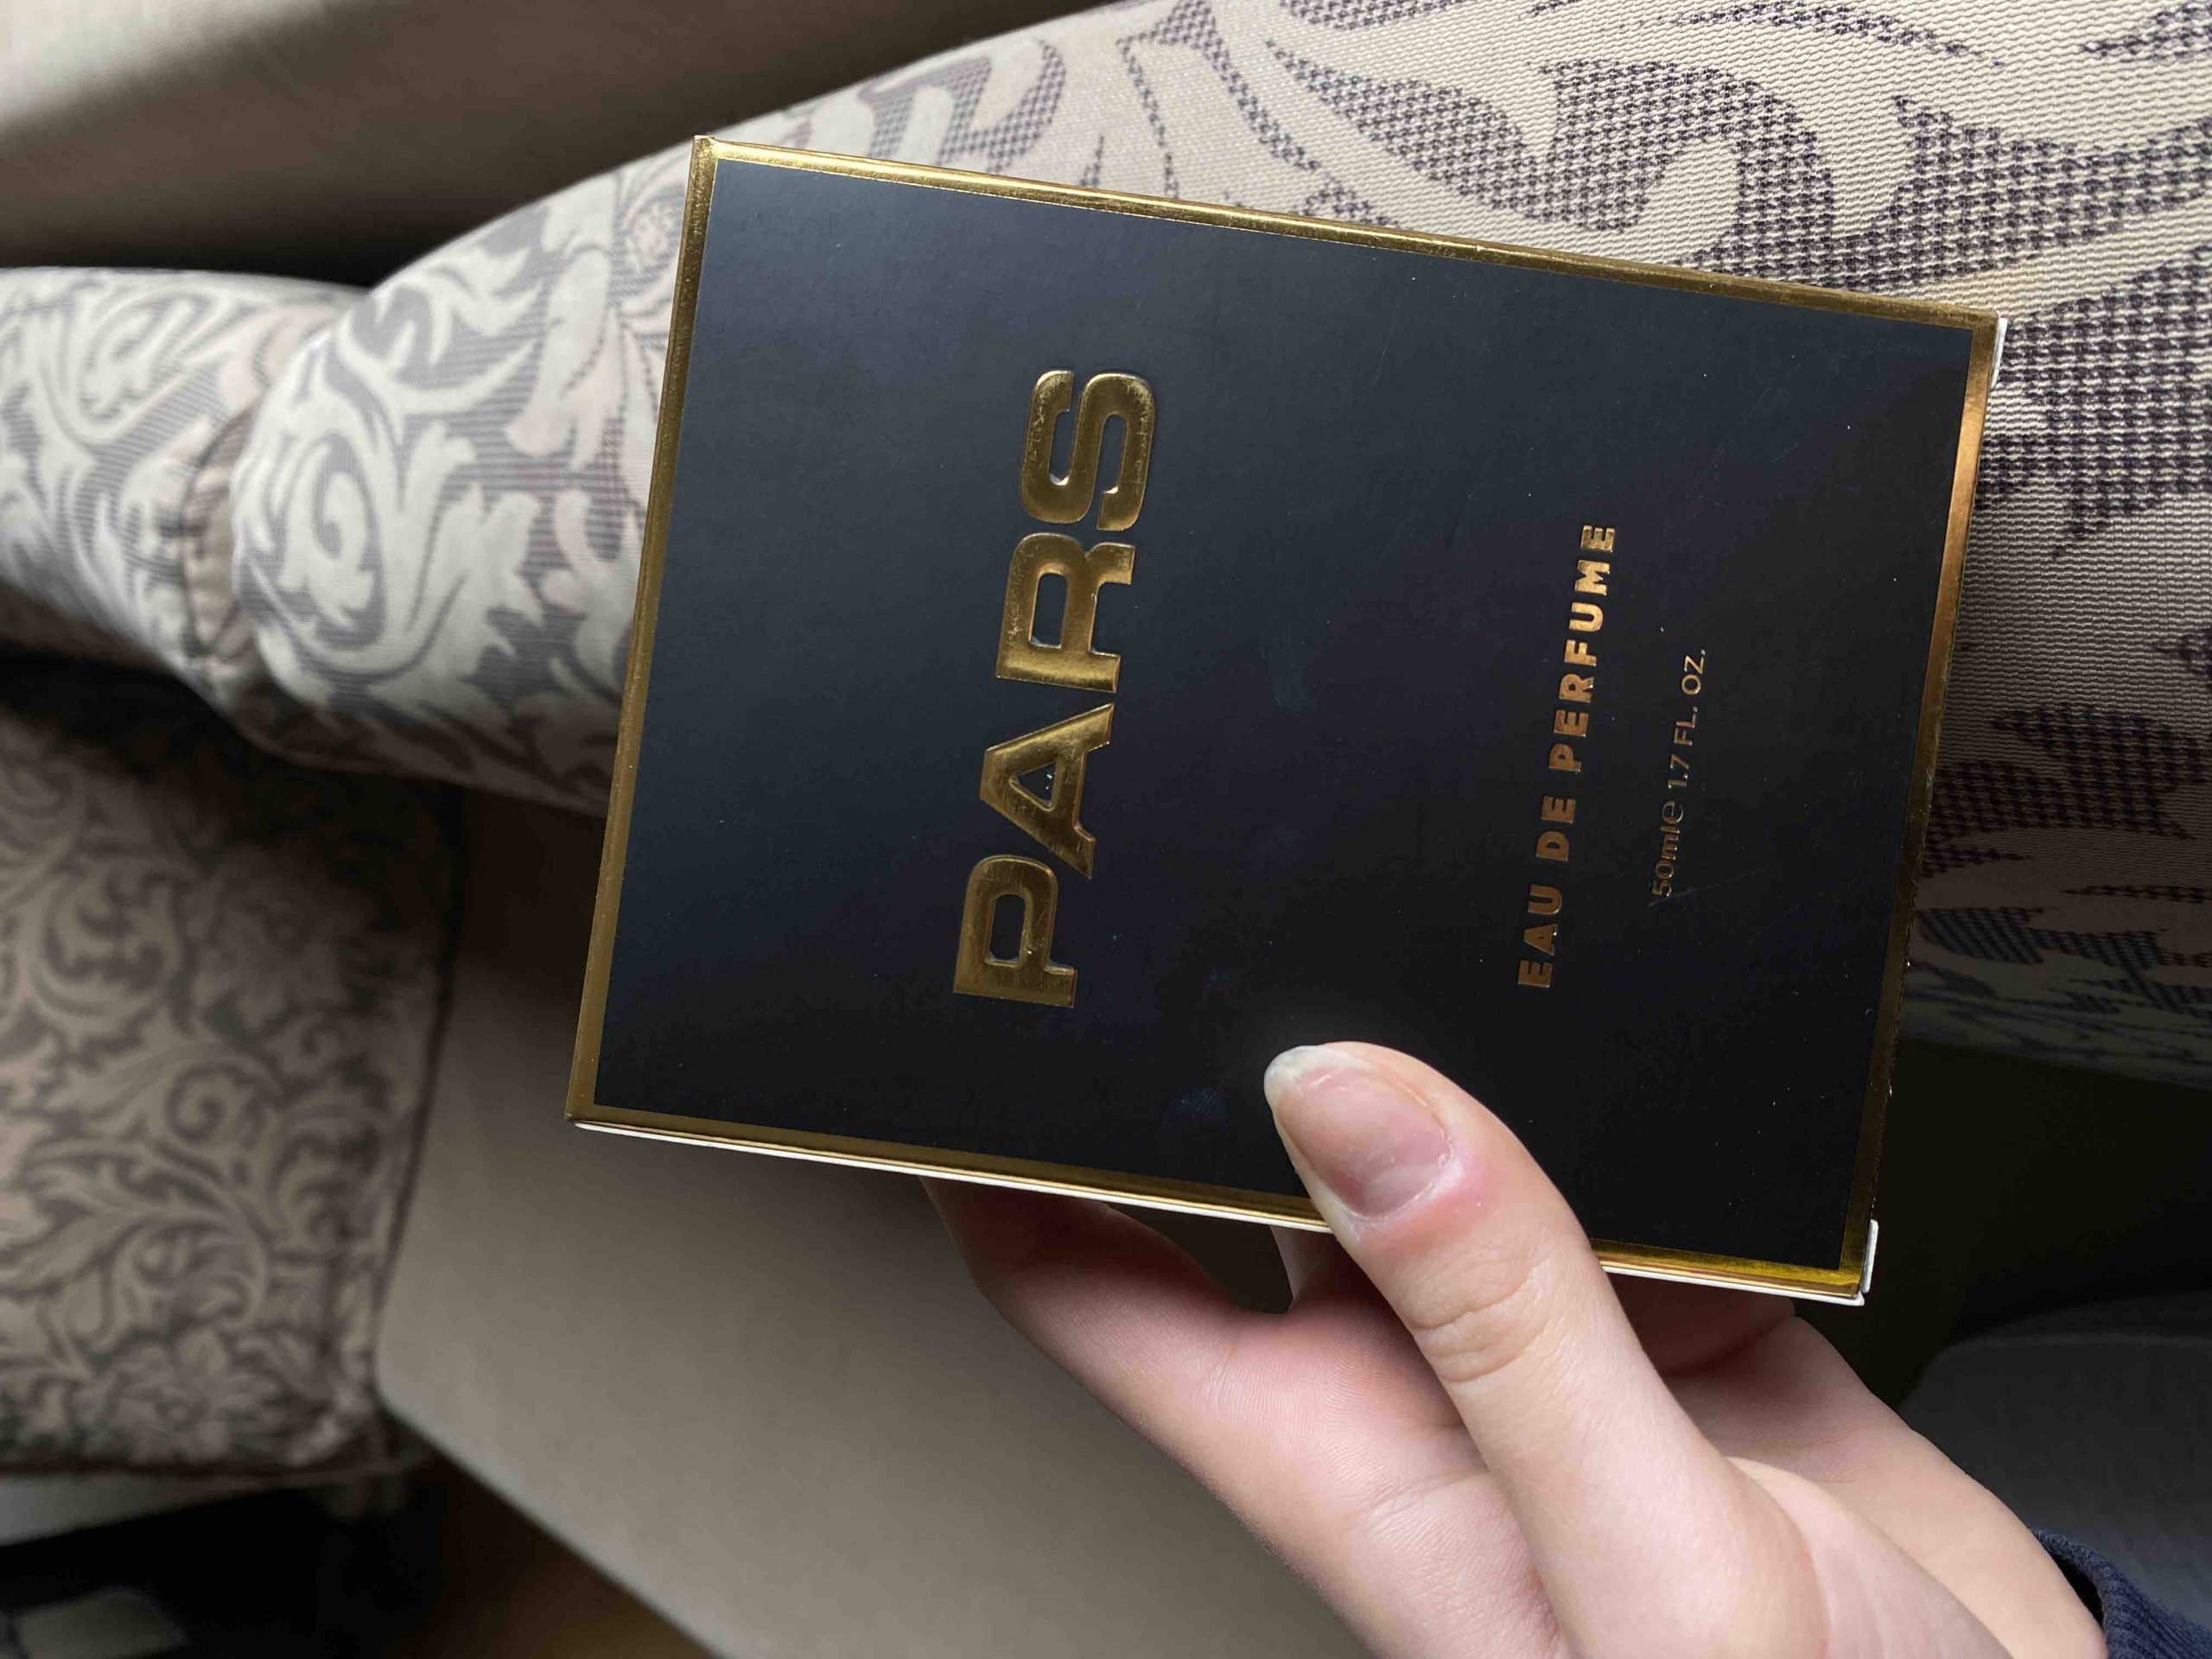 PARS
EAU DE PERFUME
50ml℮ 1.7 FL. OZ.